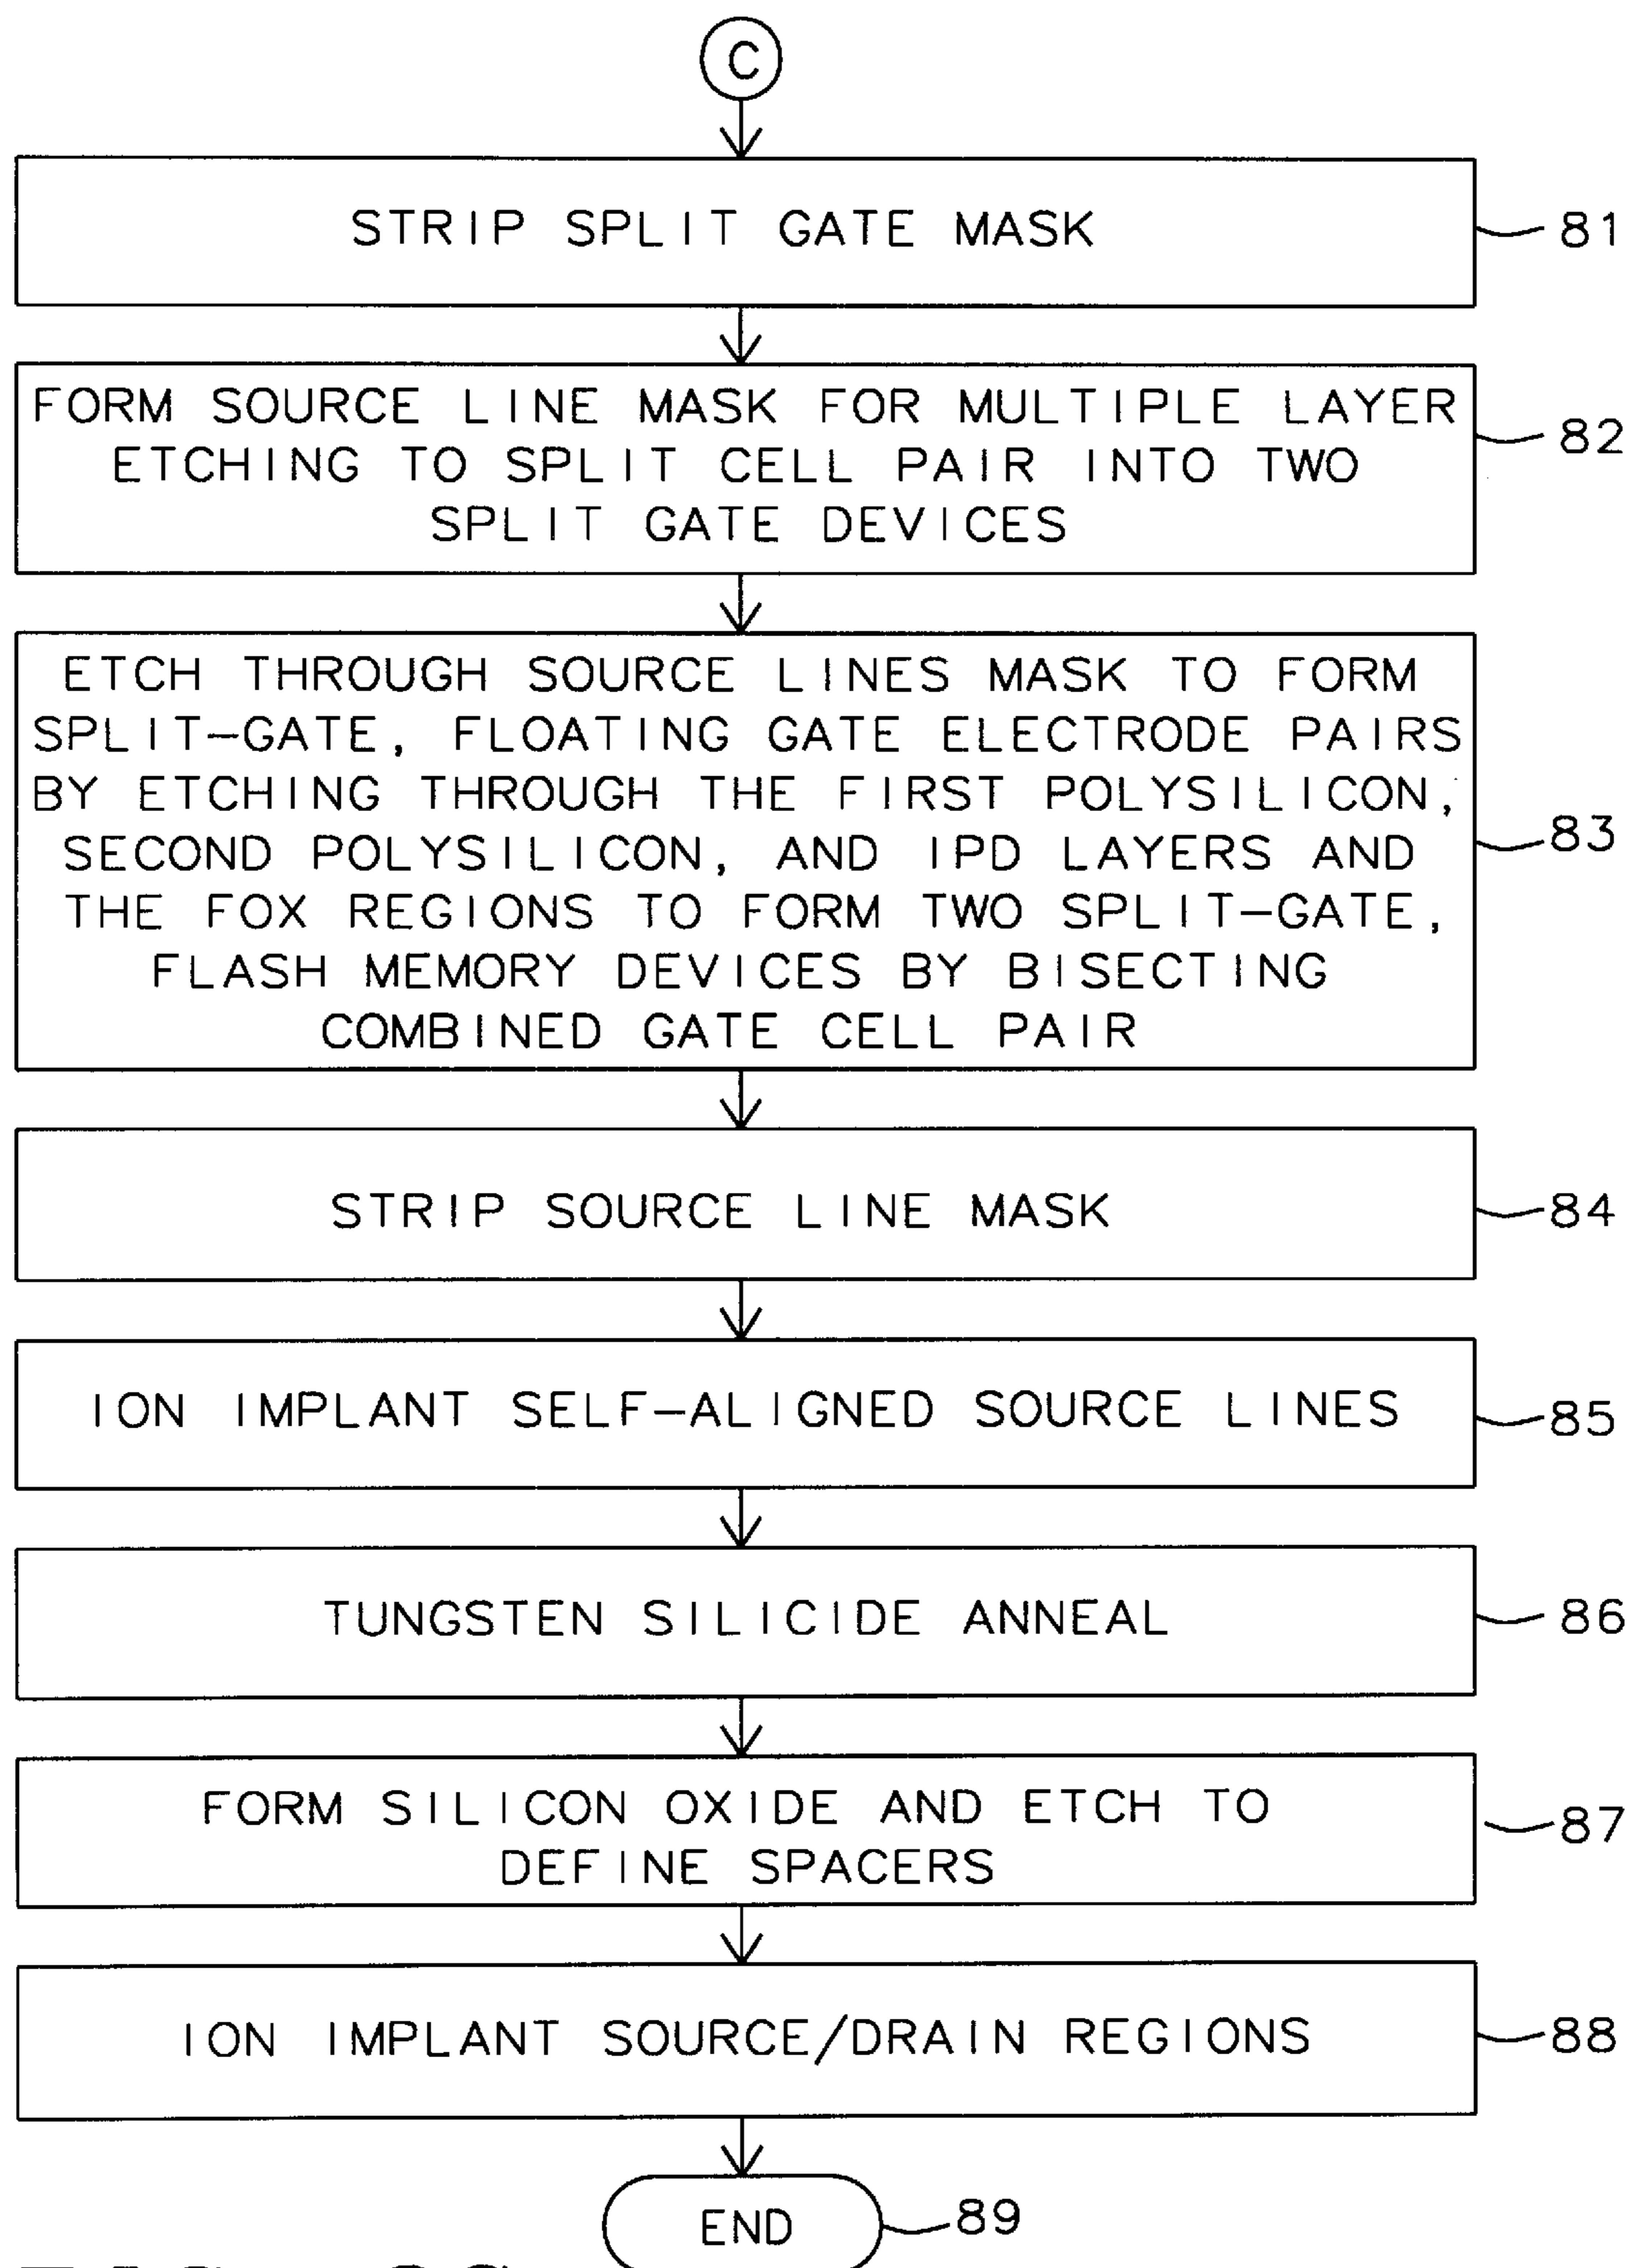 C
STRIP SPLIT GATE MASK
81
FORM SOURCE LINE MASK FOR MULTIPLE LAYER
ETCHING TO SPLIT CELL PAIR INTO TWO
SPLIT GATE DEVICES
82
ETCH THROUGH SOURCE LINES MASK TO FORM
SPLIT-GATE, FLOATING GATE ELECTRODE PAIRS
BY ETCHING THROUGH THE FIRST POLYSILICON,
SECOND POLYSILICON, AND IPD LAYERS AND
THE FOX REGIONS TO FORM TWO SPLIT-GATE,
FLASH MEMORY DEVICES BY BISECTING
COMBINED GATE CELL PAIR
83
STRIP SOURCE LINE MASK
84
ION IMPLANT SELF-ALIGNED SOURCE LINES
85
TUNGSTEN SILICIDE ANNEAL
86
FORM SILICON OXIDE AND ETCH TO
DEFINE SPACERS
87
ION IMPLANT SOURCE/DRAIN REGIONS
88
END
89